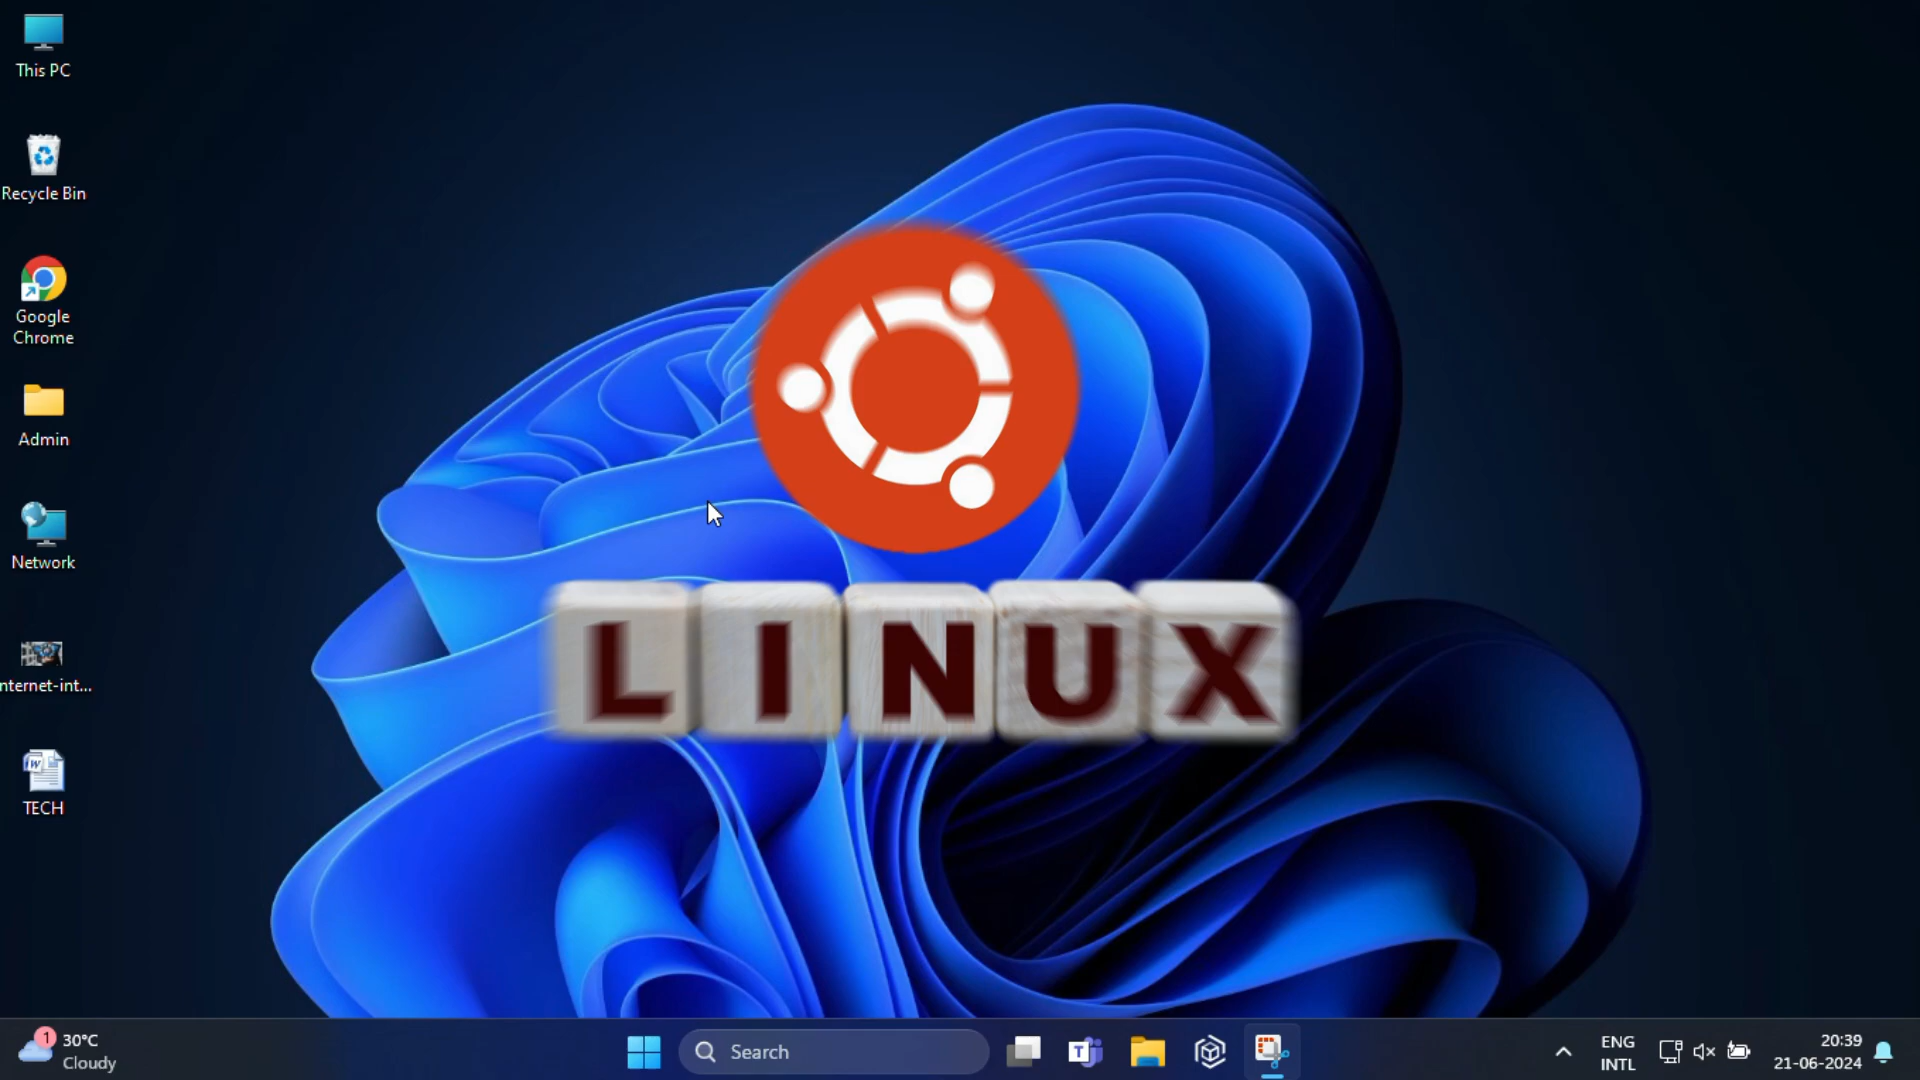 This PC
Recycle Bin
Google
Chrome
Admin
Network
nternet-int...
TECH
LINUX
1
30°C
Cloudy
Search
ENG
INTL
20:39
21-06-2024